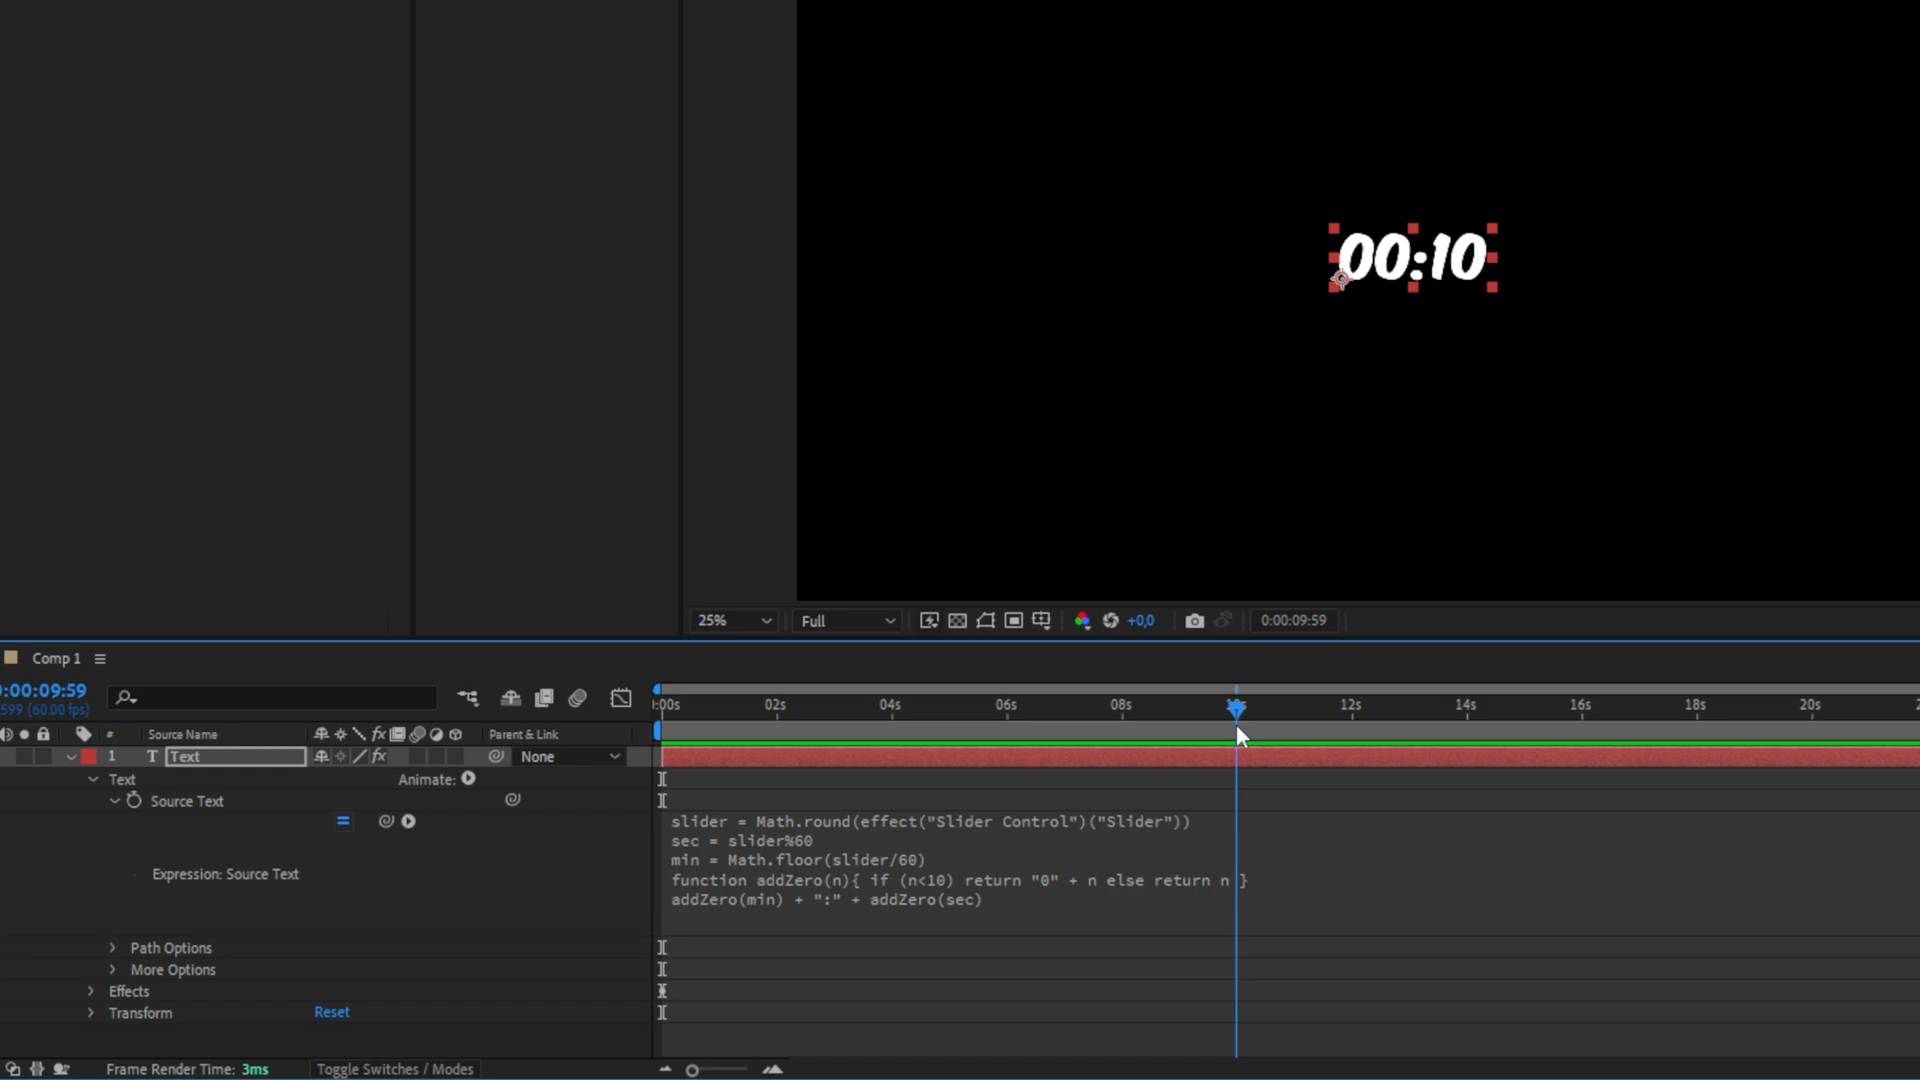 00:10
25%
Full
+0,0
0:00:09:59
Comp 1
:00:09:59
599 (60.00 fps)
:00s 02s 04s 06s 08s 12s 14s 16s 18s 20s
# Source Name fx Parent & Link
1 T Text fx None
Text Animate:
Source Text
slider = Math.round(effect("Slider Control")("Slider"))
sec = slider%60
min = Math.floor(slider/60)
Expression: Source Text
function addZero(n){ if (n<10) return "0" + n else return n }
addZero(min) + ":" + addZero(sec)
Path Options
More Options
Effects
Transform Reset
Frame Render Time: 3ms Toggle Switches / Modes